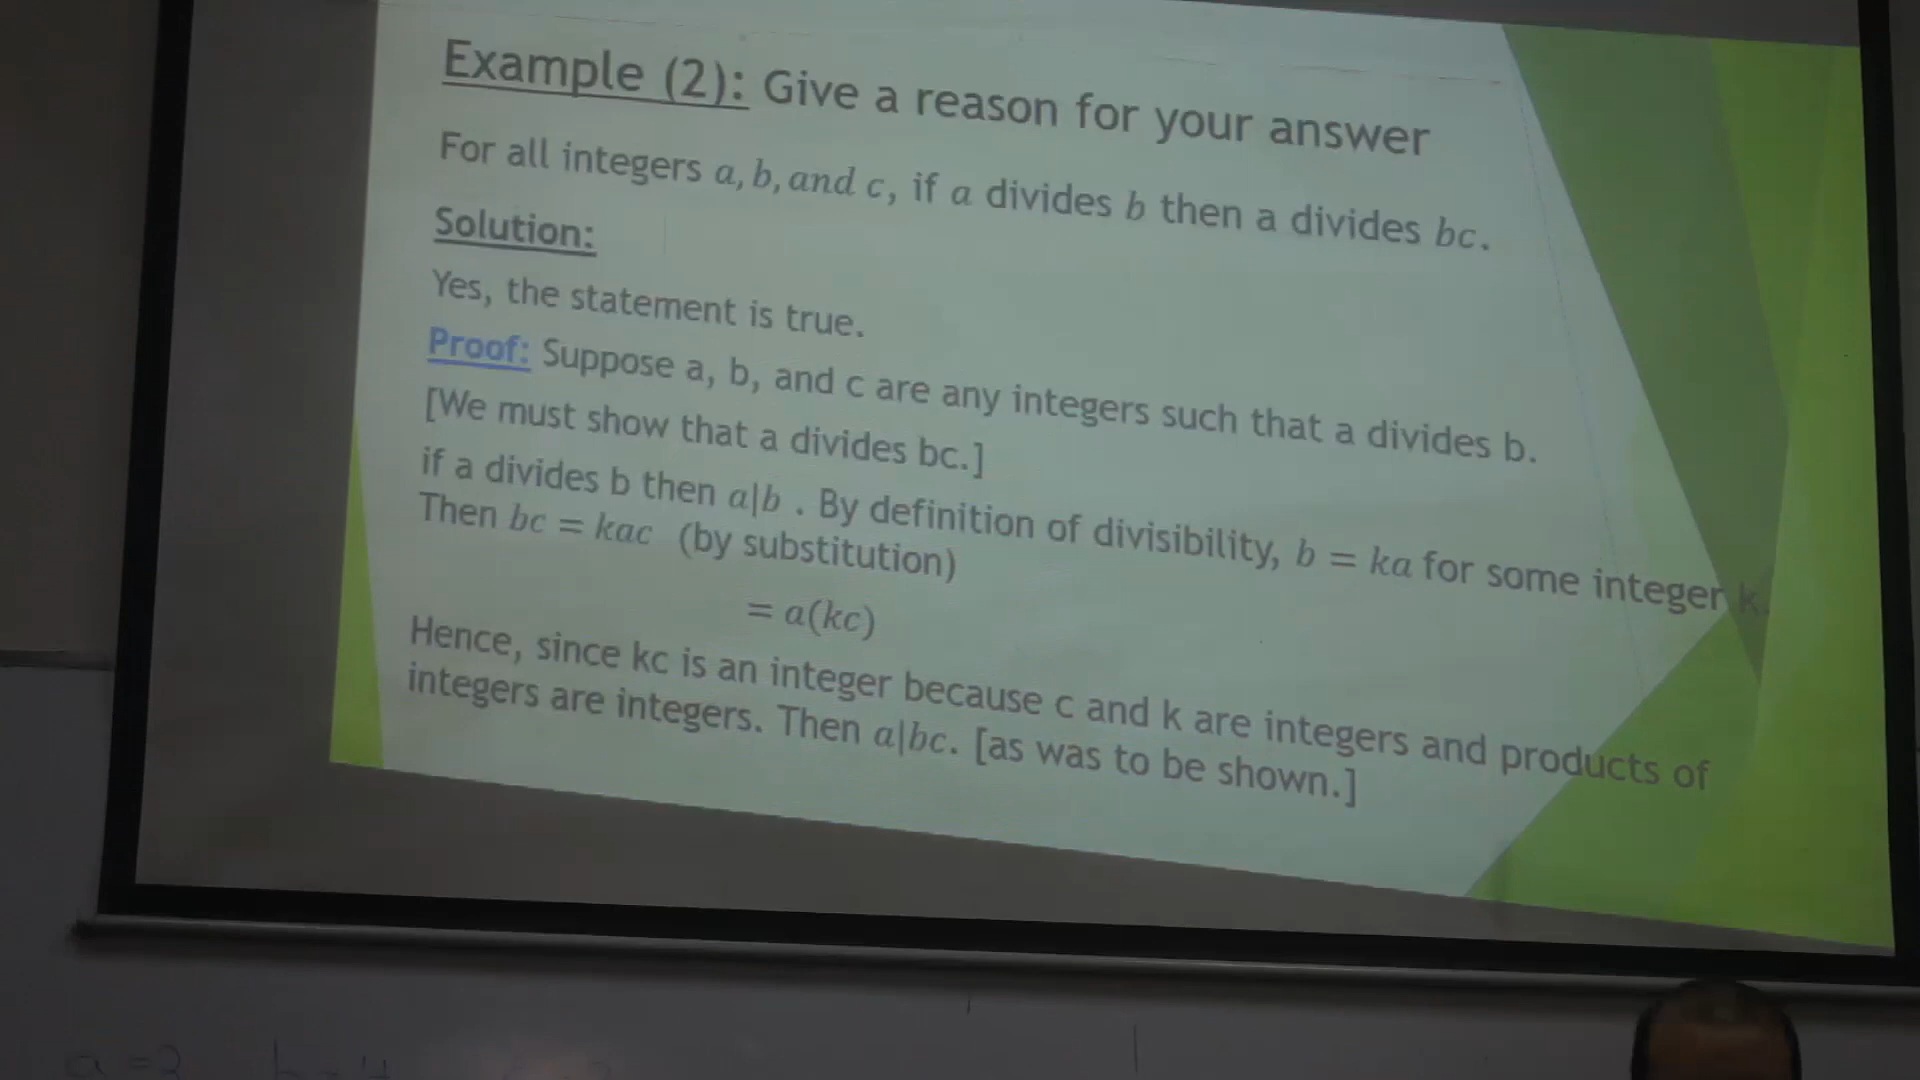 Example (2): Give a reason for your answer
For all integers a, b, and c, if a divides b then a divides bc.
Solution:
Yes, the statement is true.
Proof: Suppose a, b, and c are any integers such that a divides b.
[We must show that a divides bc.]
if a divides b then a|b . By definition of divisibility, b = ka for some integer k.
Then bc = kac (by substitution)
= a(kc)
Hence, since kc is an integer because c and k are integers and products of
integers are integers. Then a|bc. [as was to be shown.]